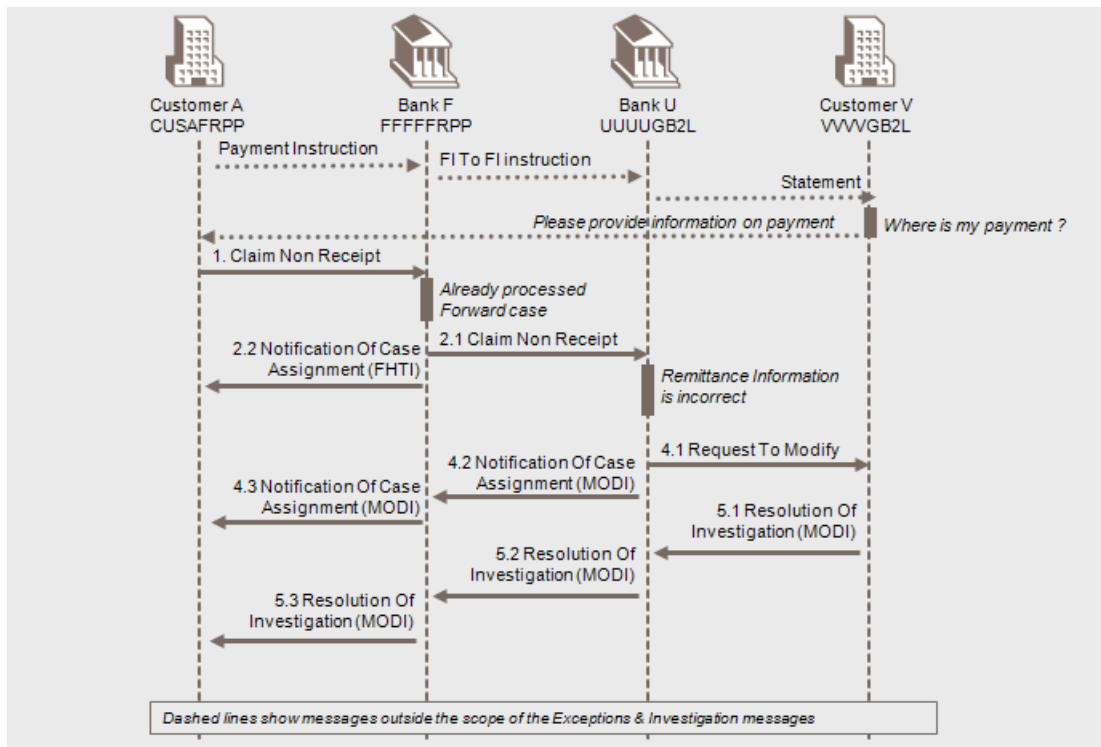 Customer A
CUSAFRPP
Bank F
FFFFFRPP
Bank U
UUUUGB2L
Customer V
VVVVGB2L
Payment Instruction
FI To FI instruction
Statement
Please provide information on payment
Where is my payment ?
1. Claim Non Receipt
Already processed
Forward case
2.1 Claim Non Receipt
2.2 Notification Of Case
Assignment (FHTI)
Remittance Information
is incorrect
4.1 Request To Modify
4.2 Notification Of Case
Assignment (MODI)
4.3 Notification Of Case
Assignment (MODI)
5.1 Resolution Of
Investigation (MODI)
5.2 Resolution Of
Investigation (MODI)
5.3 Resolution Of
Investigation (MODI)
Dashed lines show messages outside the scope of the Exceptions & Investigation messages